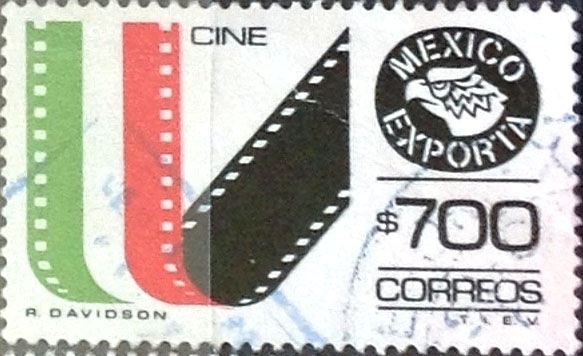 CINE
MEXICO
EXPORTA
$700
CORREOS
R. DAVIDSON
T. I. E. V.